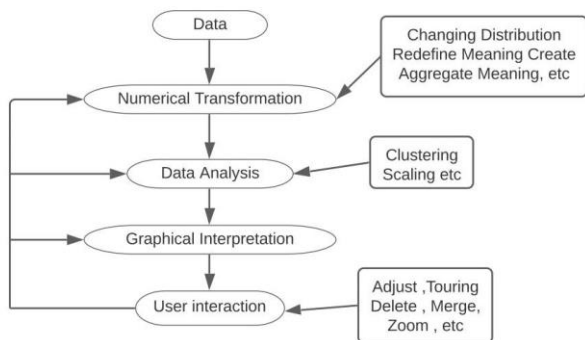 Data
Changing Distribution
Redefine Meaning Create
Aggregate Meaning, etc
Numerical Transformation
Clustering
Scaling etc
Data Analysis
Graphical Interpretation
Adjust ,Touring
Delete , Merge,
Zoom , etc
User interaction